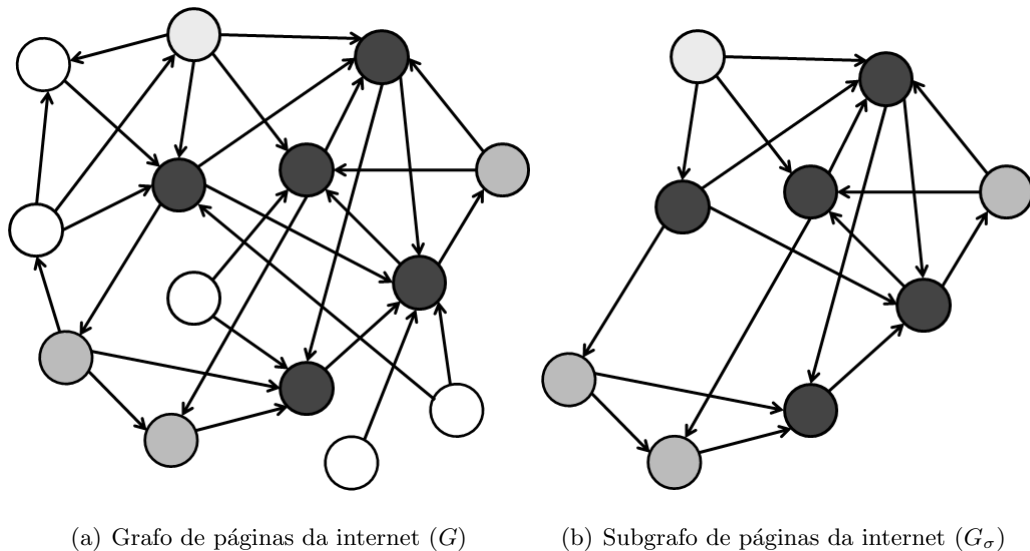 (a) Grafo de páginas da internet (G)
(b) Subgrafo de páginas da internet (Gσ)